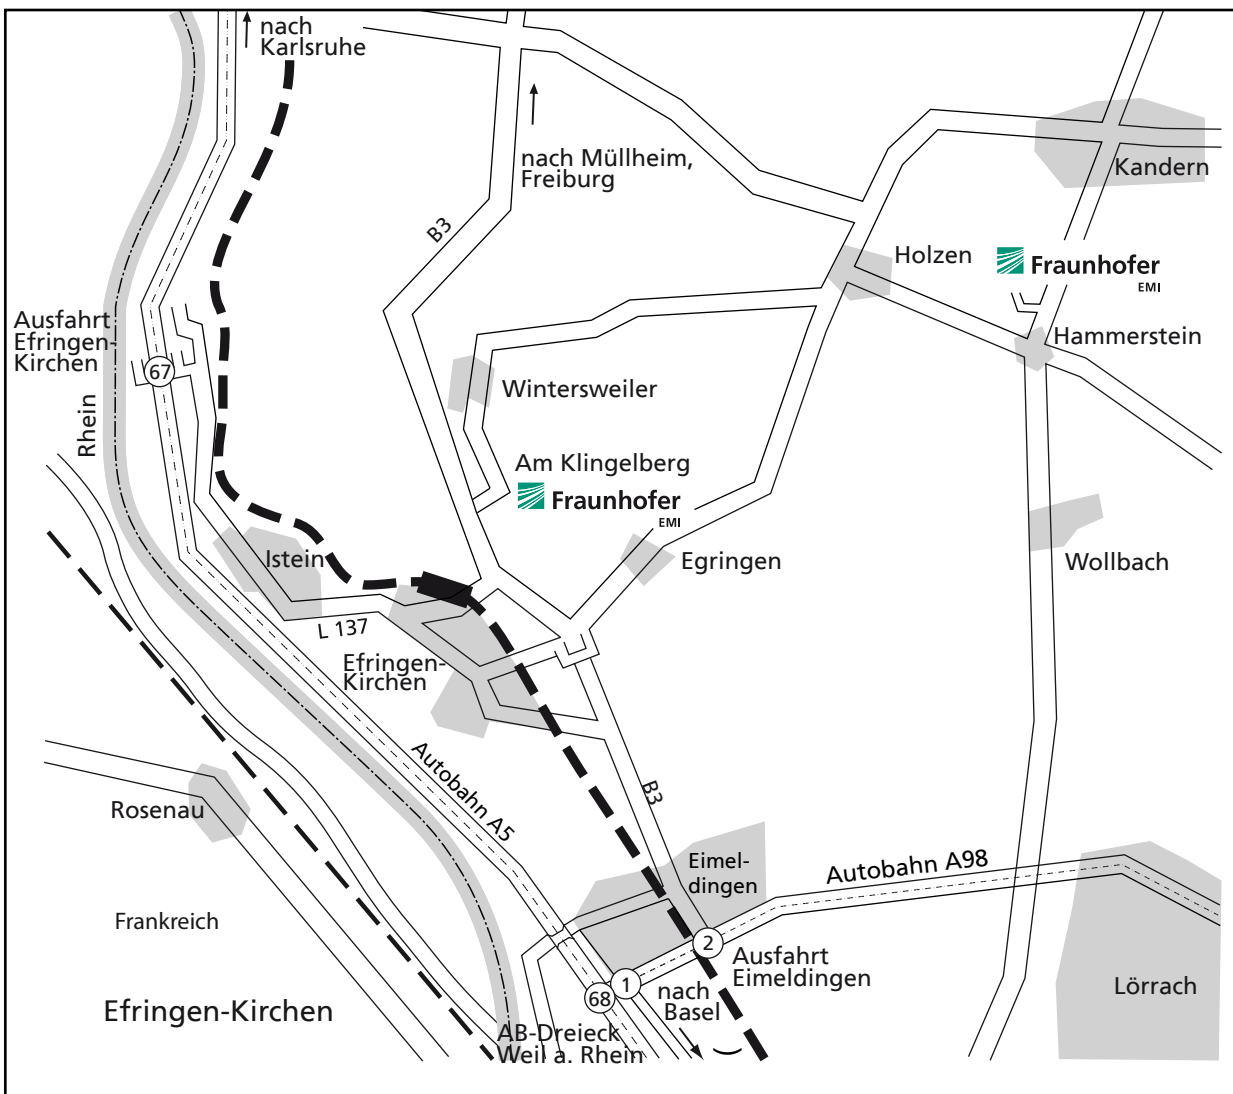 nach
Karlsruhe
nach Müllheim,
Freiburg
Kandern
B3
Holzen
Fraunhofer
EMI
Ausfahrt
Efringen-
Kirchen
67
Hammerstein
Rhein
Wintersweiler
Am Klingelberg
Fraunhofer
EMI
Istein
Egringen
Wollbach
L 137
Efringen-
Kirchen
Autobahn A5
B3
Rosenau
Eimel-
dingen
Autobahn A98
Frankreich
2
Ausfahrt
Eimeldingen
1
68
nach
Basel
Lörrach
Efringen-Kirchen
AB-Dreieck
Weil a. Rhein